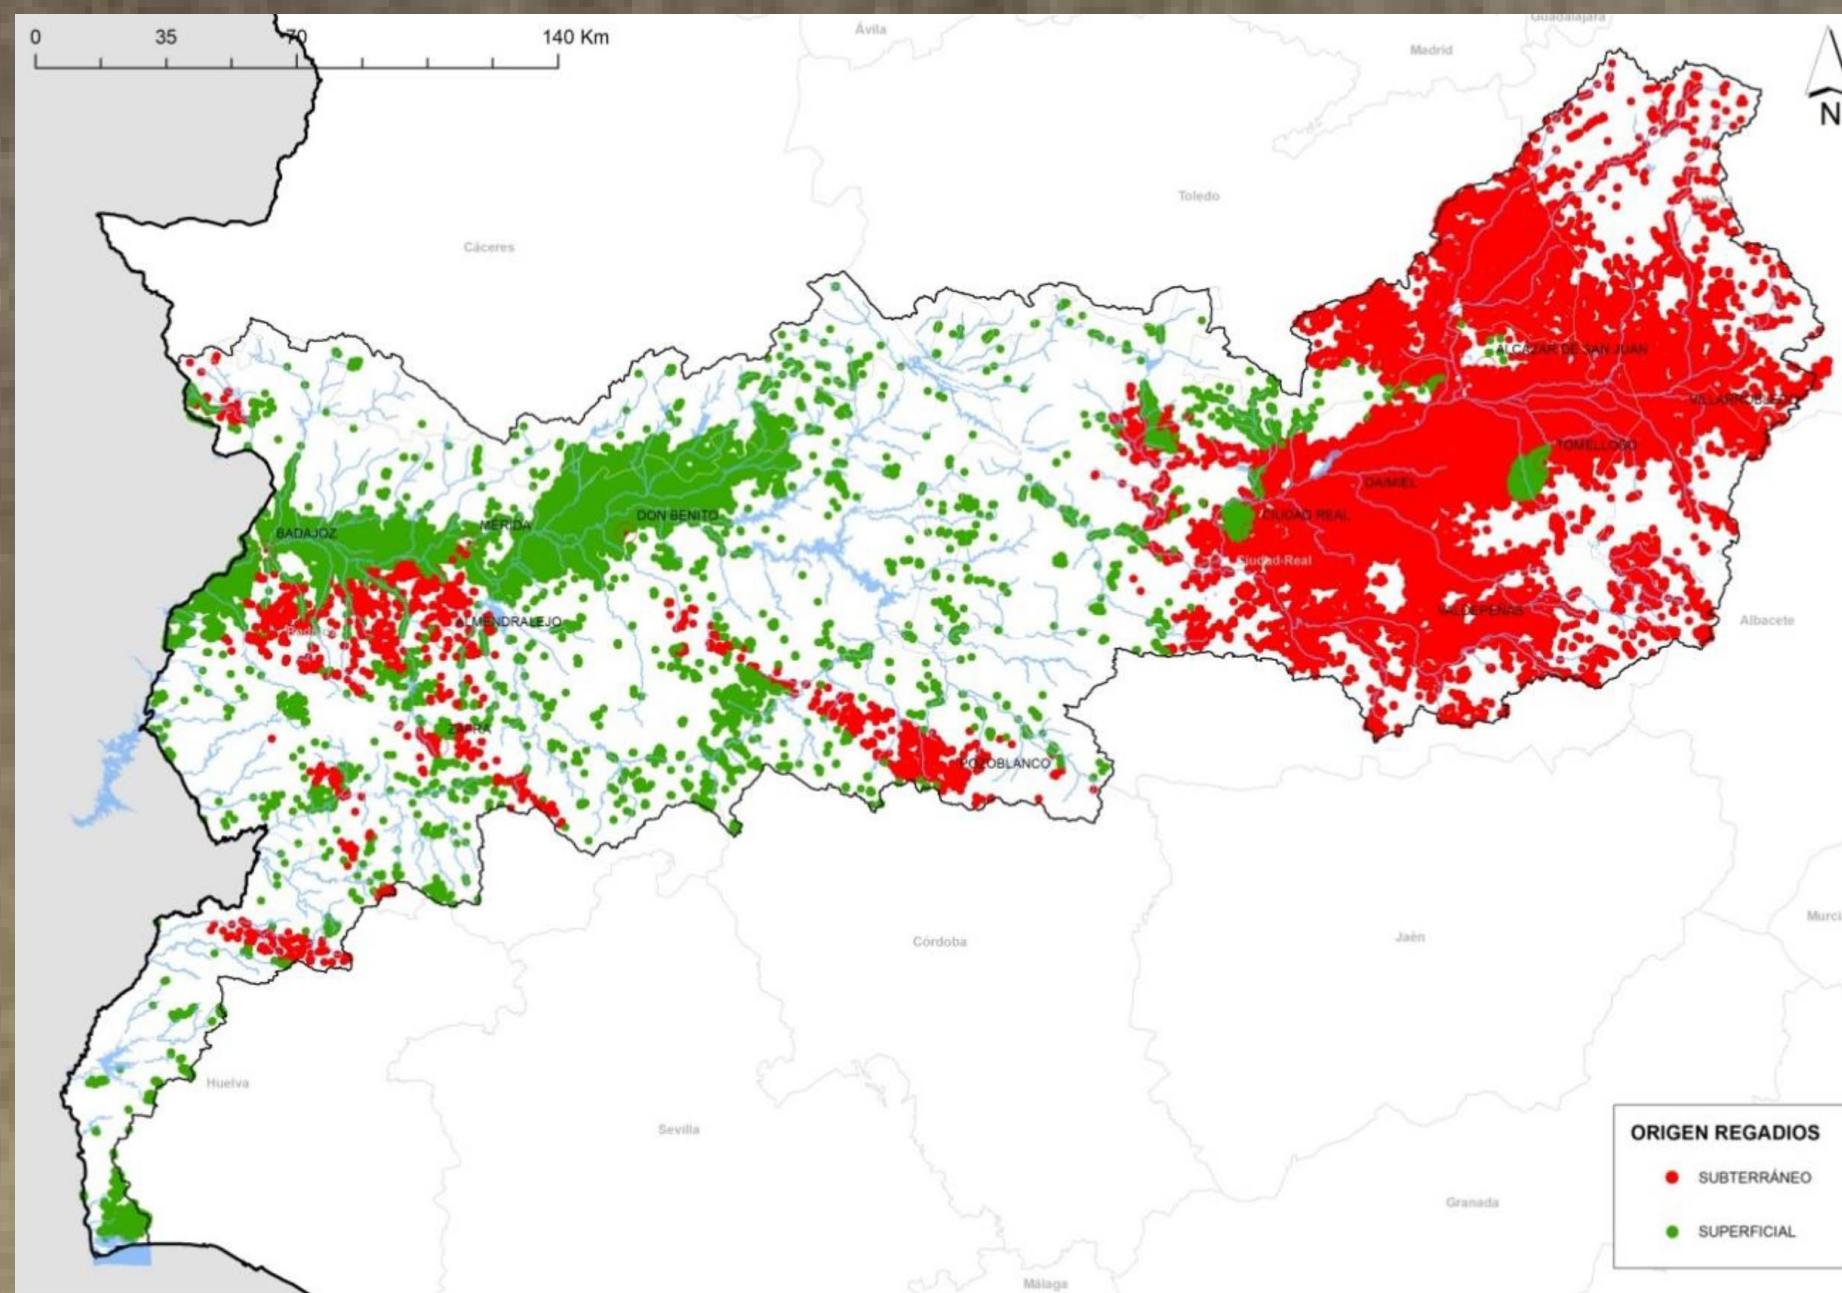 0 35 70 140 Km
Guadalajara
Ávila
Madrid
N
Toledo
Cáceres
ALCÁZAR DE SAN JUAN
VILLARROBLEDO
TOMELLOSO
DAIMIEL
DON BENITO
CIUDAD REAL
MÉRIDA
BADAJOZ
Ciudad-Real
VALDEPEÑAS
ALMENDRALEJO
Albacete
Badajoz
ZAFRA
POZOBLANCO
Murci
Córdoba
Jaén
Huelva
Sevilla
ORIGEN REGADIOS
SUBTERRÁNEO
Granada
SUPERFICIAL
Málaga